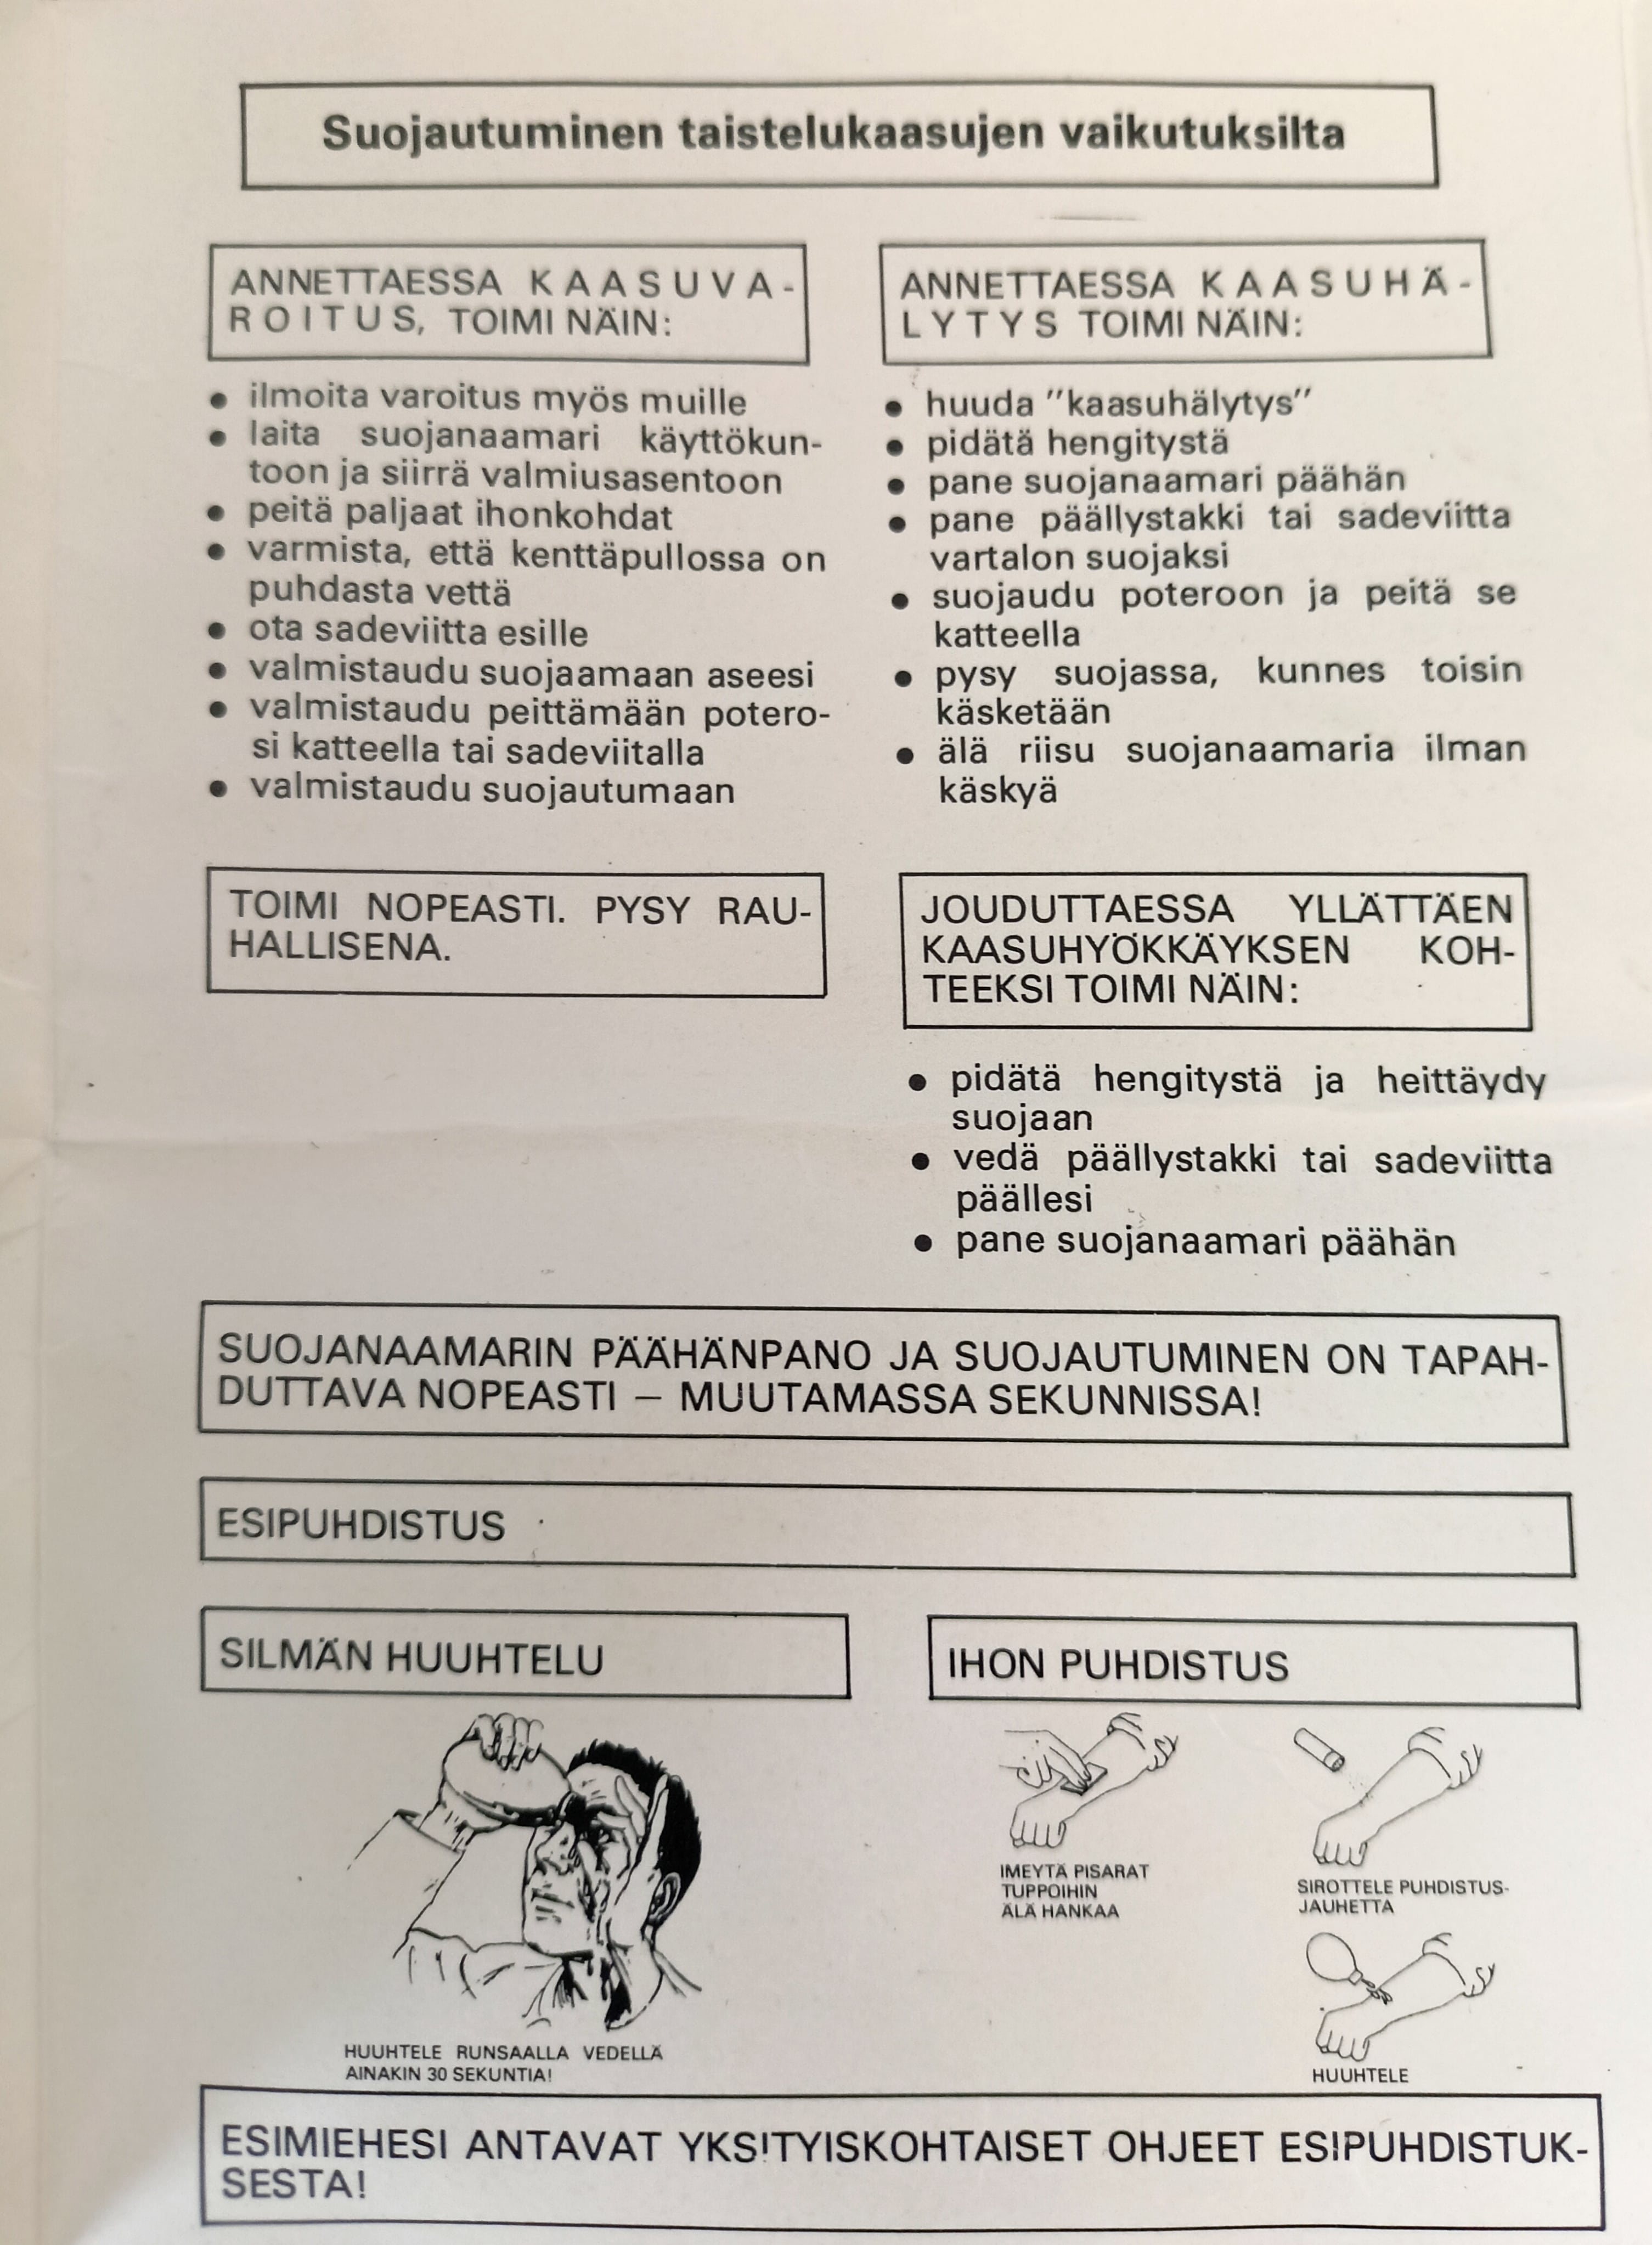 Suojautuminen taistelukaasujen vaikutuksilta
ANNETTAESSA K A A S U V A -
R O I T U S, TOIMI NÄIN:
● ilmoita varoitus myös muille
● laita suojanaamari käyttökun-
toon ja siirrä valmiusasentoon
● peitä paljaat ihonkohdat
● varmista, että kenttäpullossa on
puhdasta vettä
● ota sadeviitta esille
● valmistaudu suojaamaan aseesi
● valmistaudu peittämään potero-
si katteella tai sadeviitalla
● valmistaudu suojautumaan
TOIMI NOPEASTI. PYSY RAU-
HALLISENA.
ANNETTAESSA K A A S U H Ä -
L Y T Y S TOIMI NÄIN:
● huuda "kaasuhälytys"
● pidätä hengitystä
● pane suojanaamari päähän
● pane päällystakki tai sadeviitta
vartalon suojaksi
● suojaudu poteroon ja peitä se
katteella
● pysy suojassa, kunnes toisin
käsketään
● älä riisu suojanaamaria ilman
käskyä
JOUDUTTAESSA YLLÄTTÄEN
KAASUHYÖKKÄYKSEN KOH-
TEEKSI TOIMI NÄIN:
● pidätä hengitystä ja heittäydy
suojaan
● vedä päällystakki tai sadeviitta
päällesi
● pane suojanaamari päähän
SUOJANAAMARIN PÄÄHÄNPANO JA SUOJAUTUMINEN ON TAPAH-
DUTTAVA NOPEASTI – MUUTAMASSA SEKUNNISSA!
ESIPUHDISTUS
SILMÄN HUUHTELU
HUUHTELE RUNSAALLA VEDELLÄ
AINAKIN 30 SEKUNTIA!
IHON PUHDISTUS
IMEYTÄ PISARAT
TUPPOIHIN
ÄLÄ HANKAA
SIROTTELE PUHDISTUS-
JAUHETTA
HUUHTELE
ESIMIEHESI ANTAVAT YKSITYISKOHTAISET OHJEET ESIPUHDISTUK-
SESTA!